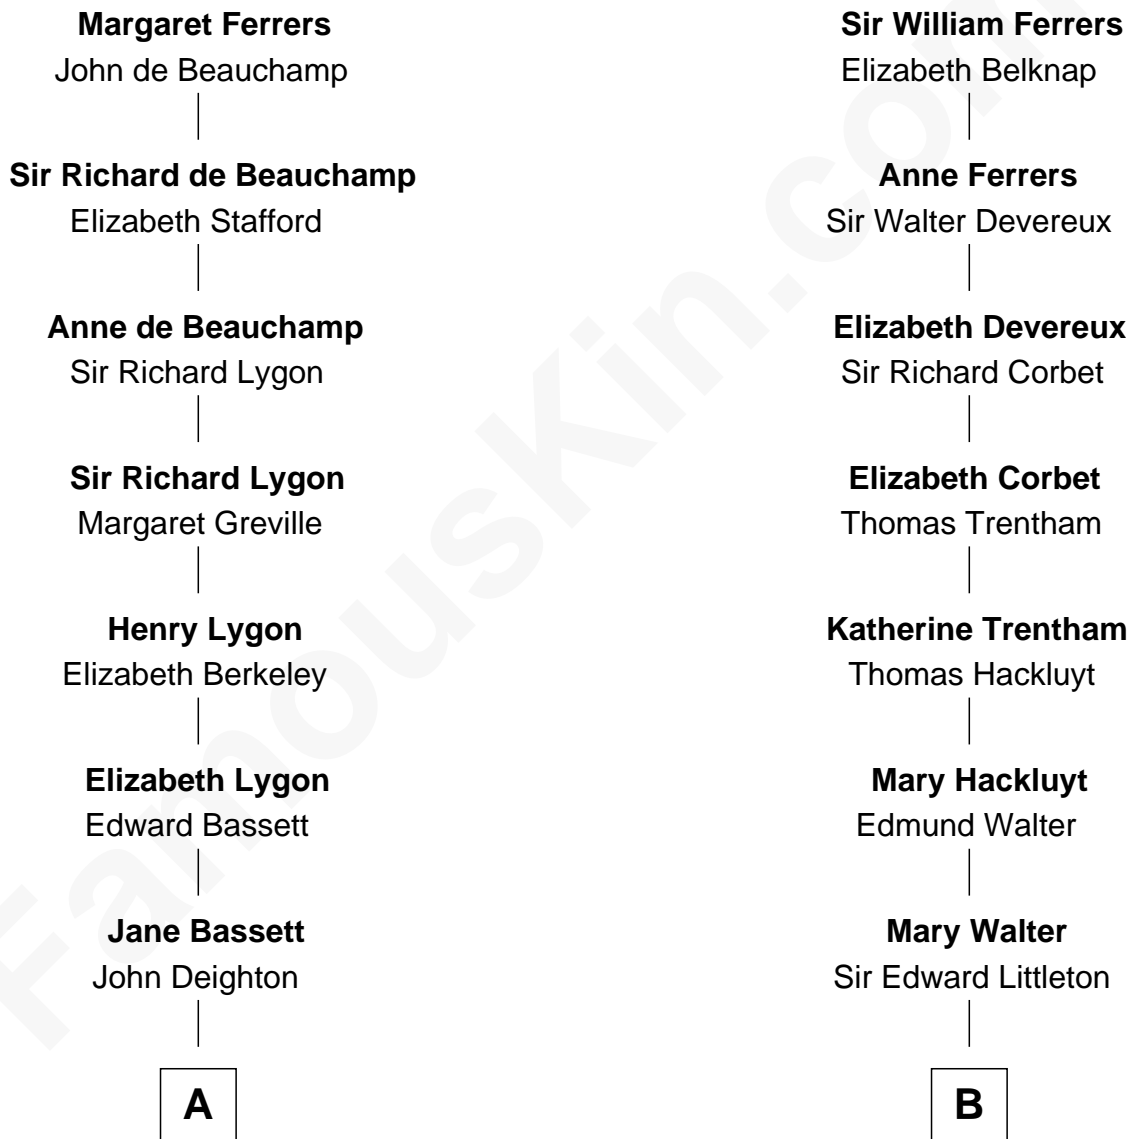 Margaret Ferrers
John de Beauchamp
Sir Richard de Beauchamp
Elizabeth Stafford
Anne de Beauchamp
Sir Richard Lygon
Sir Richard Lygon
Margaret Greville
Henry Lygon
Elizabeth Berkeley
Elizabeth Lygon
Edward Bassett
Jane Bassett
John Deighton
A
Sir William Ferrers
Elizabeth Belknap
Anne Ferrers
Sir Walter Devereux
Elizabeth Devereux
Sir Richard Corbet
Elizabeth Corbet
Thomas Trentham
Katherine Trentham
Thomas Hackluyt
Mary Hackluyt
Edmund Walter
Mary Walter
Sir Edward Littleton
B
FamousKin.com